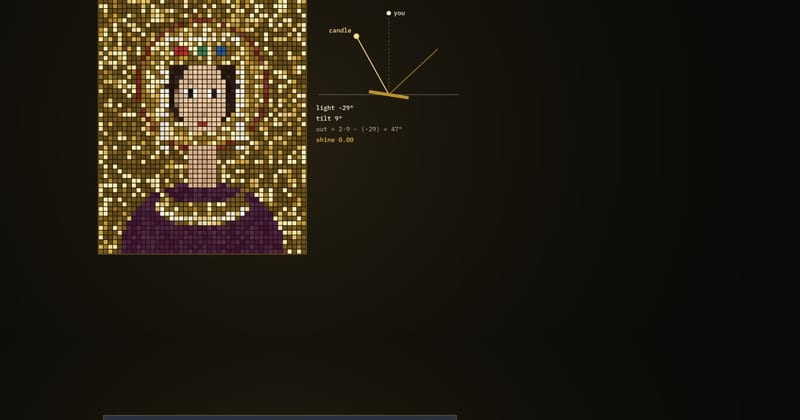 you
candle
light -29°
tilt 9°
out = 2·9 − (−29) = 47°
shine 0.00